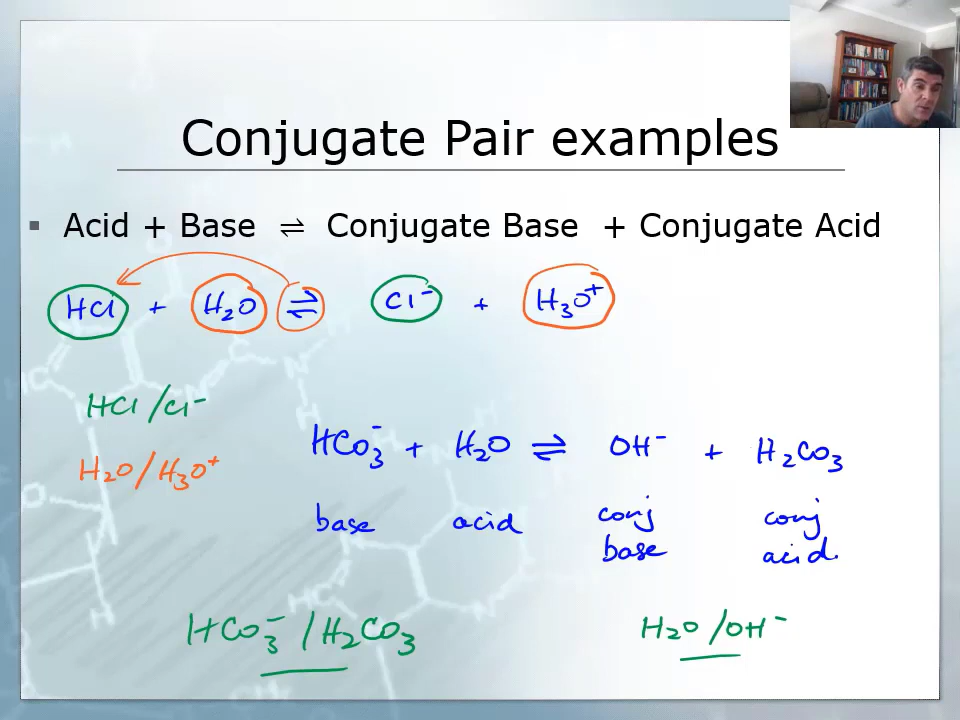 Conjugate Pair examples
▪ Acid + Base ⇌ Conjugate Base + Conjugate Acid
HCl + H₂O ⇌ Cl⁻ + H₃O⁺
HCl /Cl⁻
H₂O / H₃O⁺
HCO₃⁻ + H₂O ⇌ OH⁻ + H₂CO₃
base acid conj conj
base acid.
HCO₃⁻ / H₂CO₃ H₂O /OH⁻